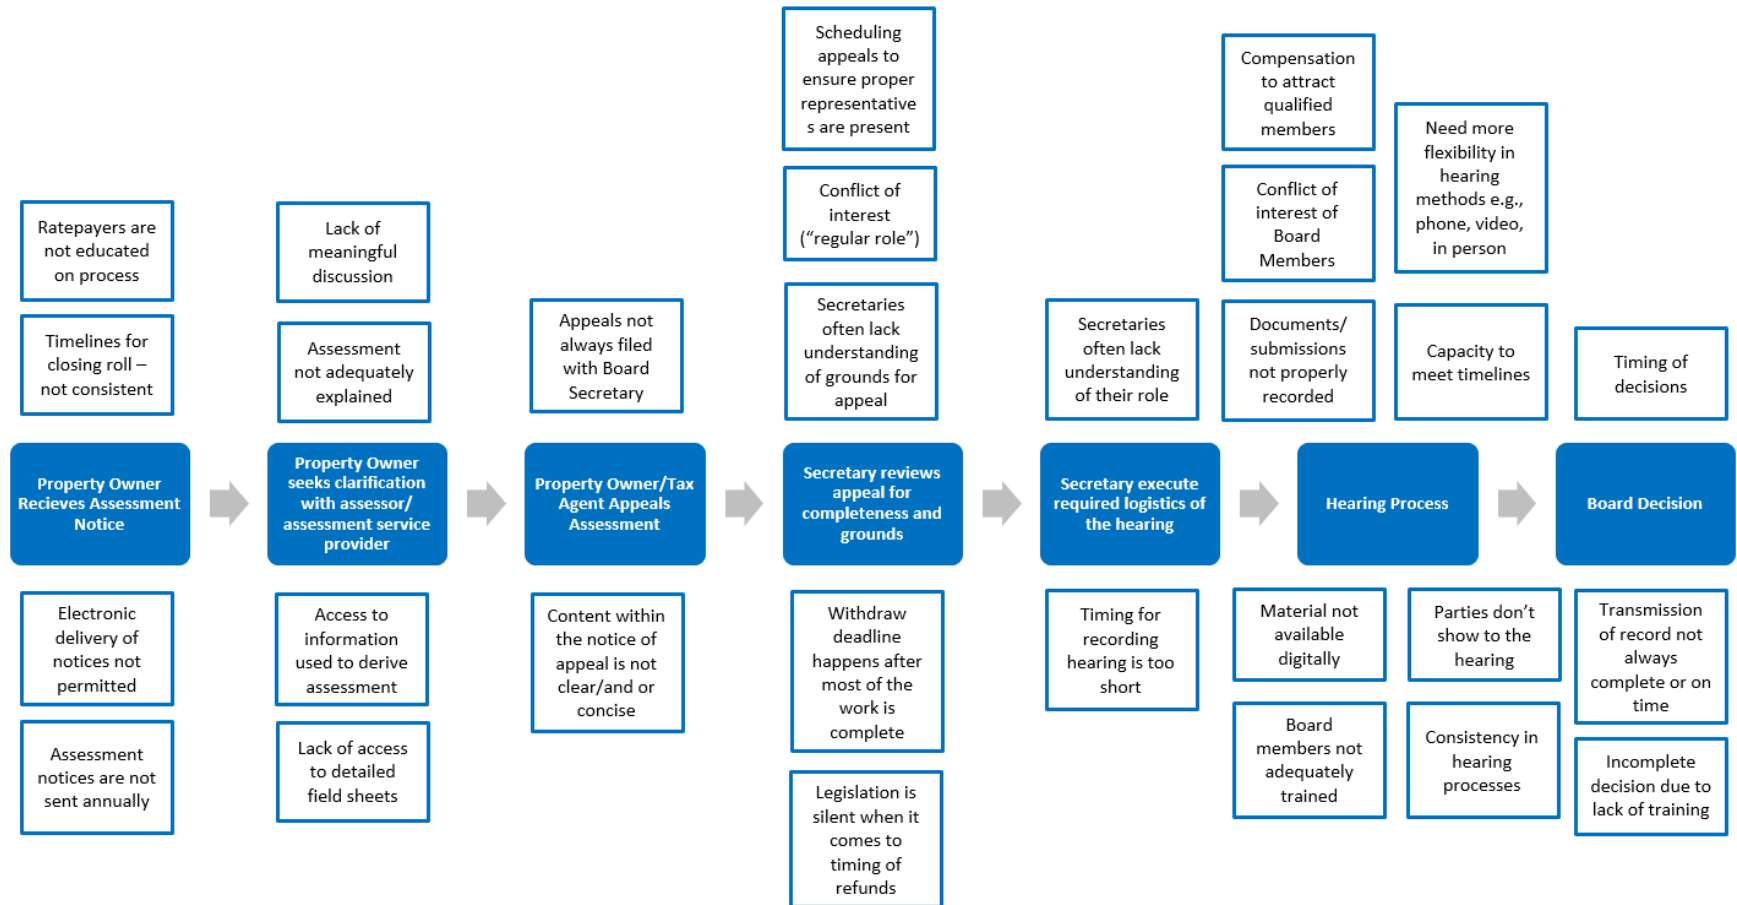 Scheduling
appeals to
ensure proper
representative
s are present
Conflict of
interest
(“regular role”)
Secretaries
often lack
understanding
of grounds for
appeal
Compensation
to attract
qualified
members
Conflict of
interest of
Board
Members
Documents/
submissions
not properly
recorded
Need more
flexibility in
hearing
methods e.g.,
phone, video,
in person
Capacity to
meet timelines
Ratepayers are
not educated
on process
Timelines for
closing roll –
not consistent
Lack of
meaningful
discussion
Assessment
not adequately
explained
Appeals not
always filed
with Board
Secretary
Secretaries
often lack
understanding
of their role
Timing of
decisions
Property Owner
Recieves Assessment
Notice
Property Owner
seeks clarification
with assessor/
assessment service
provider
Property Owner/Tax
Agent Appeals
Assessment
Secretary reviews
appeal for
completeness and
grounds
Secretary execute
required logistics of
the hearing
Hearing Process
Board Decision
Electronic
delivery of
notices not
permitted
Assessment
notices are not
sent annually
Access to
information
used to derive
assessment
Lack of access
to detailed
field sheets
Content within
the notice of
appeal is not
clear/and or
concise
Withdraw
deadline
happens after
most of the
work is
complete
Legislation is
silent when it
comes to
timing of
refunds
Timing for
recording
hearing is too
short
Material not
available
digitally
Board
members not
adequately
trained
Parties don’t
show to the
hearing
Consistency in
hearing
processes
Transmission
of record not
always
complete or on
time
Incomplete
decision due to
lack of training